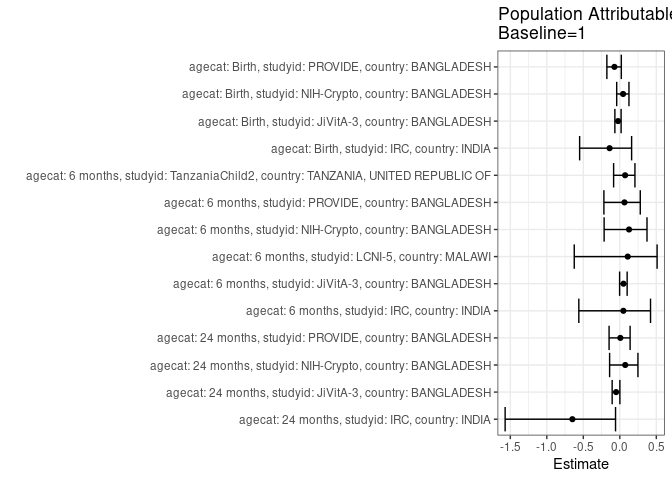 Population Attributable
Baseline=1
agecat: Birth, studyid: PROVIDE, country: BANGLADESH
agecat: Birth, studyid: NIH-Crypto, country: BANGLADESH
agecat: Birth, studyid: JiVitA-3, country: BANGLADESH
agecat: Birth, studyid: IRC, country: INDIA
agecat: 6 months, studyid: TanzaniaChild2, country: TANZANIA, UNITED REPUBLIC OF
agecat: 6 months, studyid: PROVIDE, country: BANGLADESH
agecat: 6 months, studyid: NIH-Crypto, country: BANGLADESH
agecat: 6 months, studyid: LCNI-5, country: MALAWI
agecat: 6 months, studyid: JiVitA-3, country: BANGLADESH
agecat: 6 months, studyid: IRC, country: INDIA
agecat: 24 months, studyid: PROVIDE, country: BANGLADESH
agecat: 24 months, studyid: NIH-Crypto, country: BANGLADESH
agecat: 24 months, studyid: JiVitA-3, country: BANGLADESH
agecat: 24 months, studyid: IRC, country: INDIA
-1.5 -1.0 -0.5 0.0 0.5
Estimate